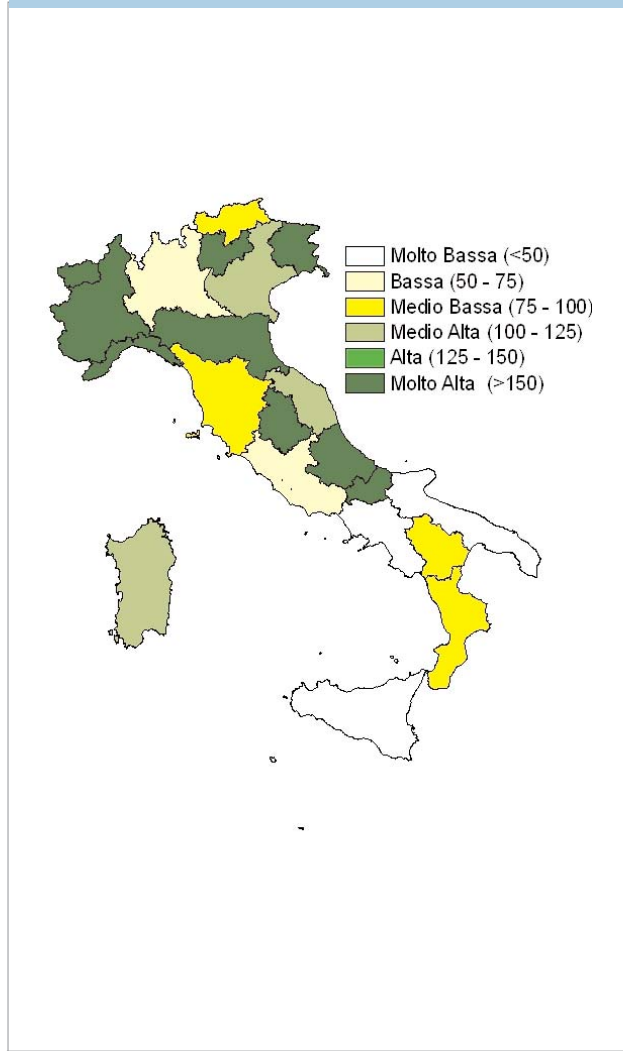 Molto Bassa (<50)
Bassa (50 - 75)
Medio Bassa (75 - 100)
Medio Alta (100 - 125)
Alta (125 - 150)
Molto Alta (>150)